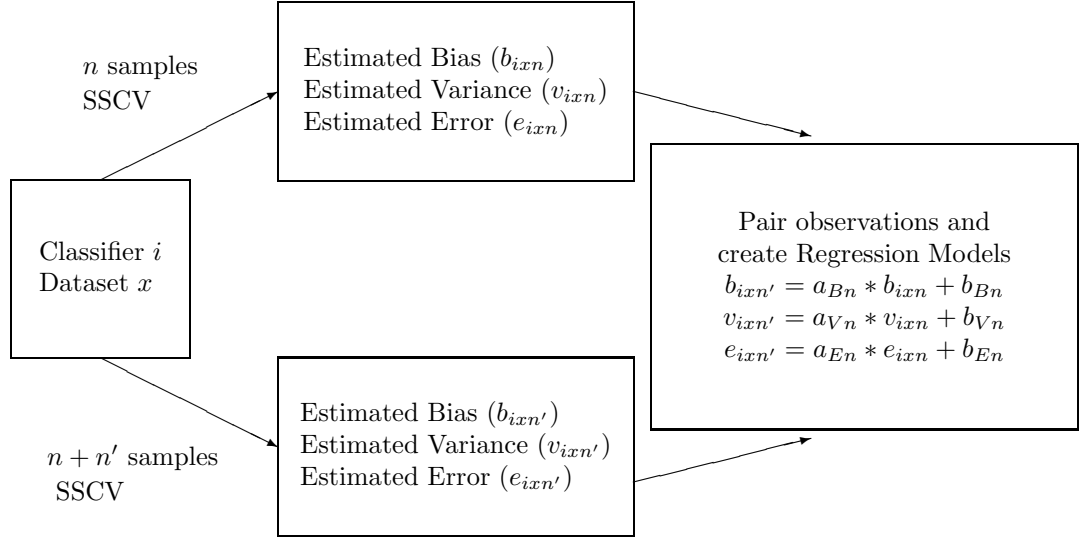 n samples
SSCV
Estimated Bias (b_{ixn})
Estimated Variance (v_{ixn})
Estimated Error (e_{ixn})
Classifier i
Dataset x
Pair observations and
create Regression Models
b_{ixn'} = a_{Bn} * b_{ixn} + b_{Bn}
v_{ixn'} = a_{Vn} * v_{ixn} + b_{Vn}
e_{ixn'} = a_{En} * e_{ixn} + b_{En}
n + n' samples
SSCV
Estimated Bias (b_{ixn'})
Estimated Variance (v_{ixn'})
Estimated Error (e_{ixn'})